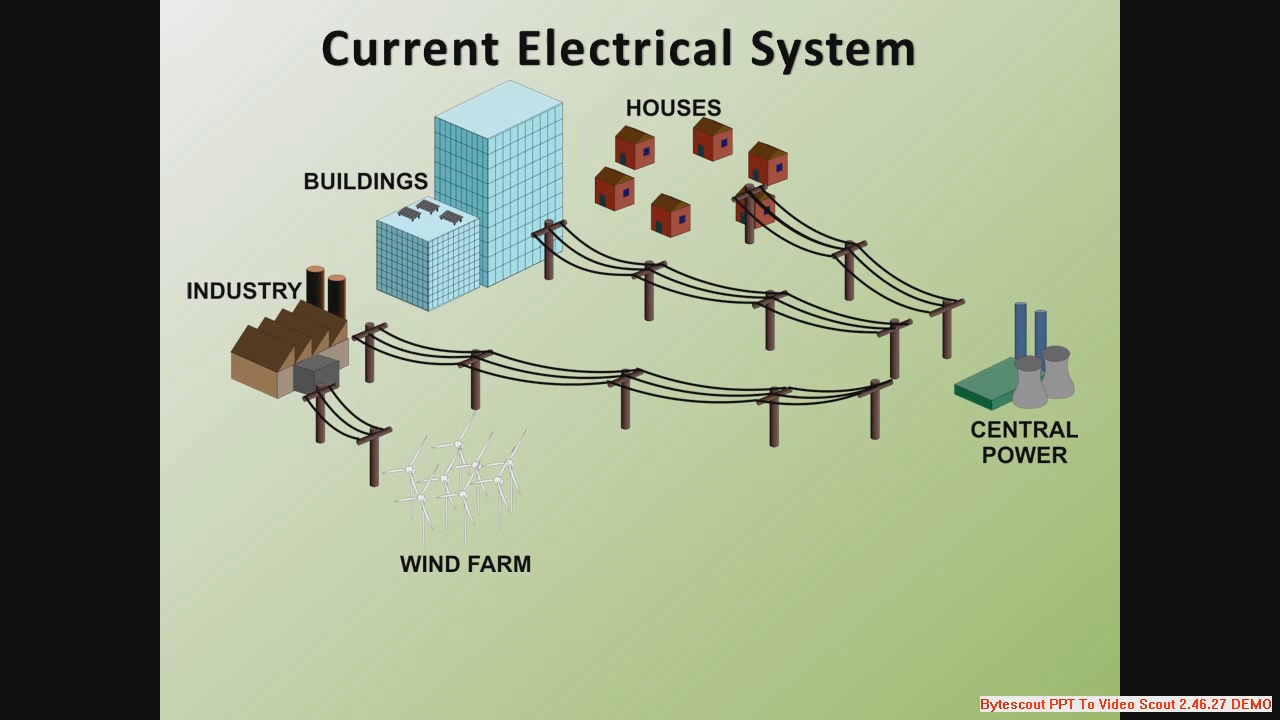 Current Electrical System
HOUSES
BUILDINGS
INDUSTRY
CENTRAL
POWER
WIND FARM
Bytescout PPT To Video Scout 2.46.27 DEMO